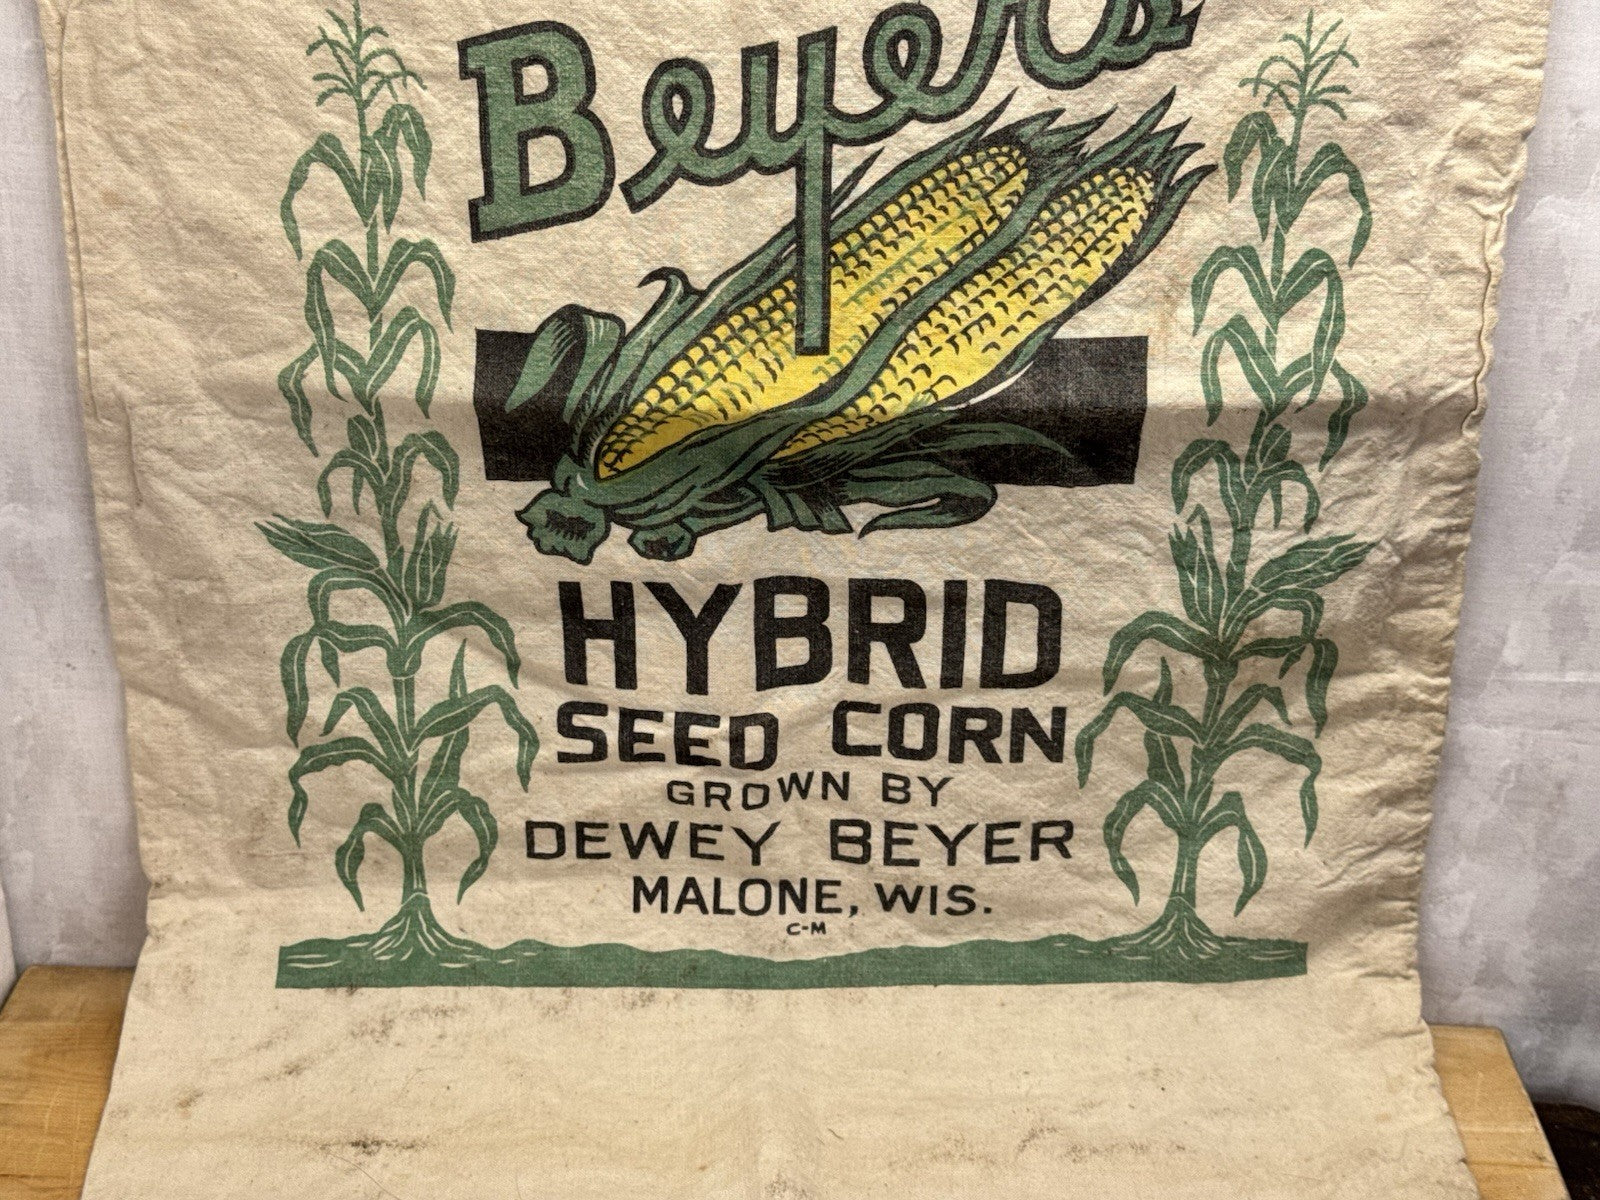 Beyer's
HYBRID
SEED CORN
GROWN BY
DEWEY BEYER
MALONE, WIS.
C-M